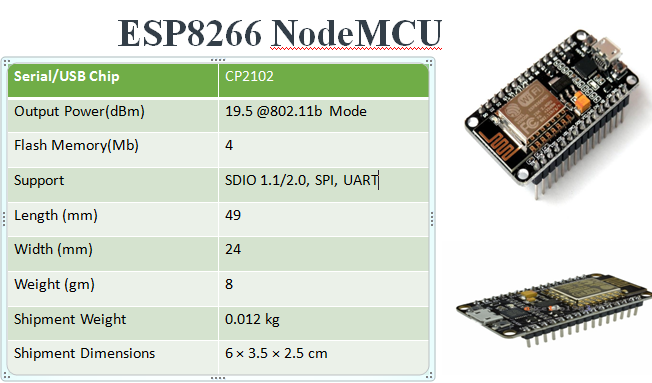 ESP8266 NodeMCU
Serial/USB Chip CP2102
Output Power(dBm) 19.5 @802.11b Mode
Flash Memory(Mb) 4
Support SDIO 1.1/2.0, SPI, UART
Length (mm) 49
Width (mm) 24
Weight (gm) 8
Shipment Weight 0.012 kg
Shipment Dimensions 6 × 3.5 × 2.5 cm